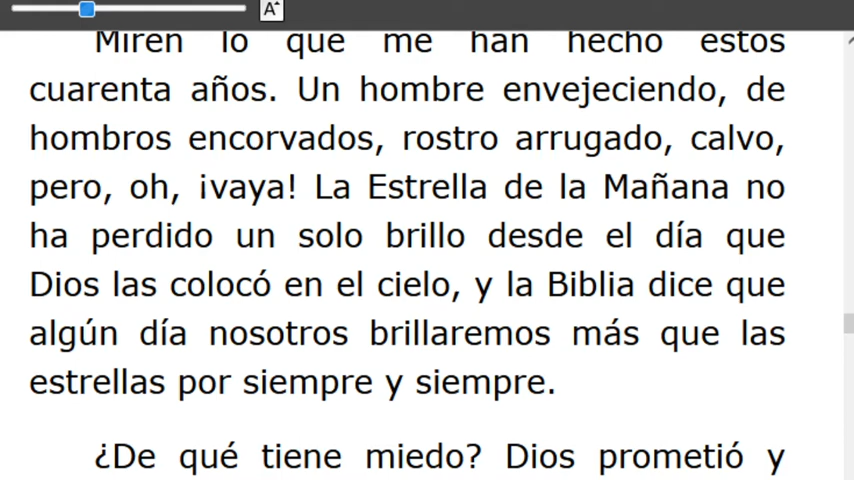 A
Miren lo que me han hecho estos
cuarenta años. Un hombre envejeciendo, de
hombros encorvados, rostro arrugado, calvo,
pero, oh, ¡vaya! La Estrella de la Mañana no
ha perdido un solo brillo desde el día que
Dios las colocó en el cielo, y la Biblia dice que
algún día nosotros brillaremos más que las
estrellas por siempre y siempre.
¿De qué tiene miedo? Dios prometió y